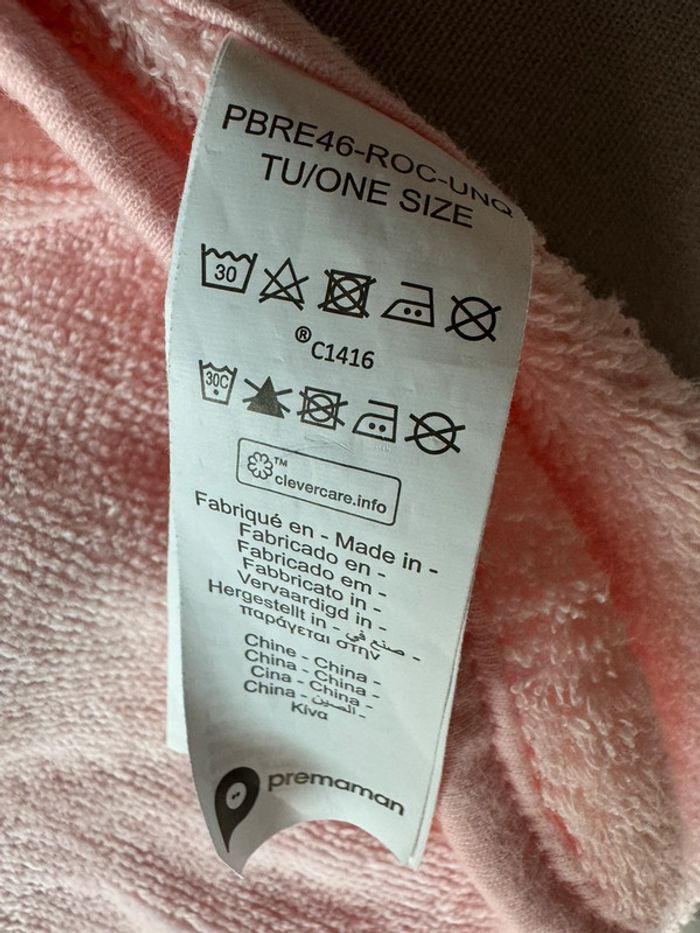 PBRE46-ROC-UNQ
TU/ONE SIZE
30
®C1416
30C
™
clevercare.info
Fabriqué en - Made in -
Fabricado en -
Fabricado em -
Fabbricato in -
Vervaardigd in -
Hergestellt in - صنع في -
παράγεται στην
Chine - China -
China - China -
Cina - China -
China - الصين -
Κίνα
premaman